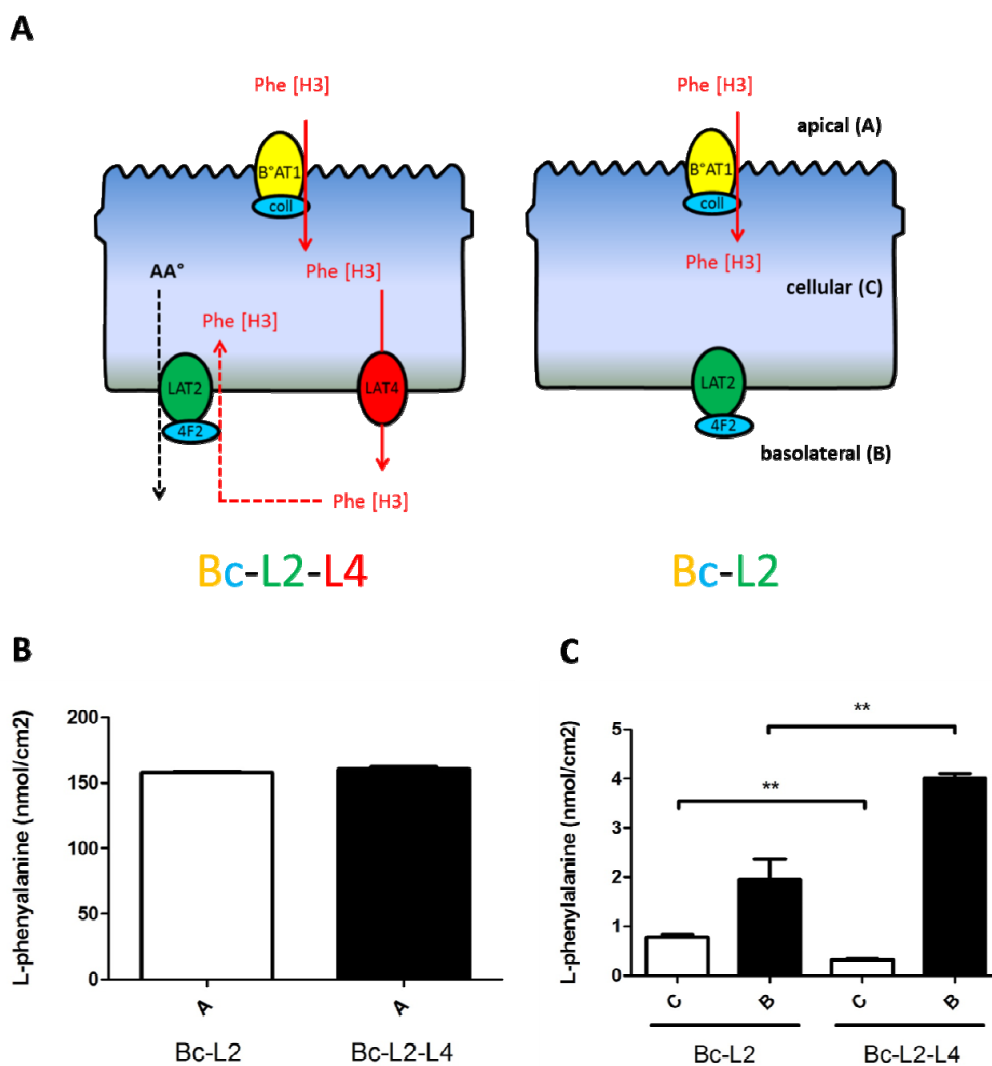 A
Phe [H3]
Phe [H3]
apical (A)
B°AT1
coll
B°AT1
coll
AA°
Phe [H3]
Phe [H3]
cellular (C)
Phe [H3]
LAT2
4F2
LAT4
LAT2
4F2
basolateral (B)
Phe [H3]
Bc-L2-L4
Bc-L2
B
L-phenyalanine (nmol/cm2)
200
150
100
50
0
A
A
Bc-L2
Bc-L2-L4
C
L-phenylalanine (nmol/cm2)
5
4
3
2
1
0
**
**
C
B
C
B
Bc-L2
Bc-L2-L4